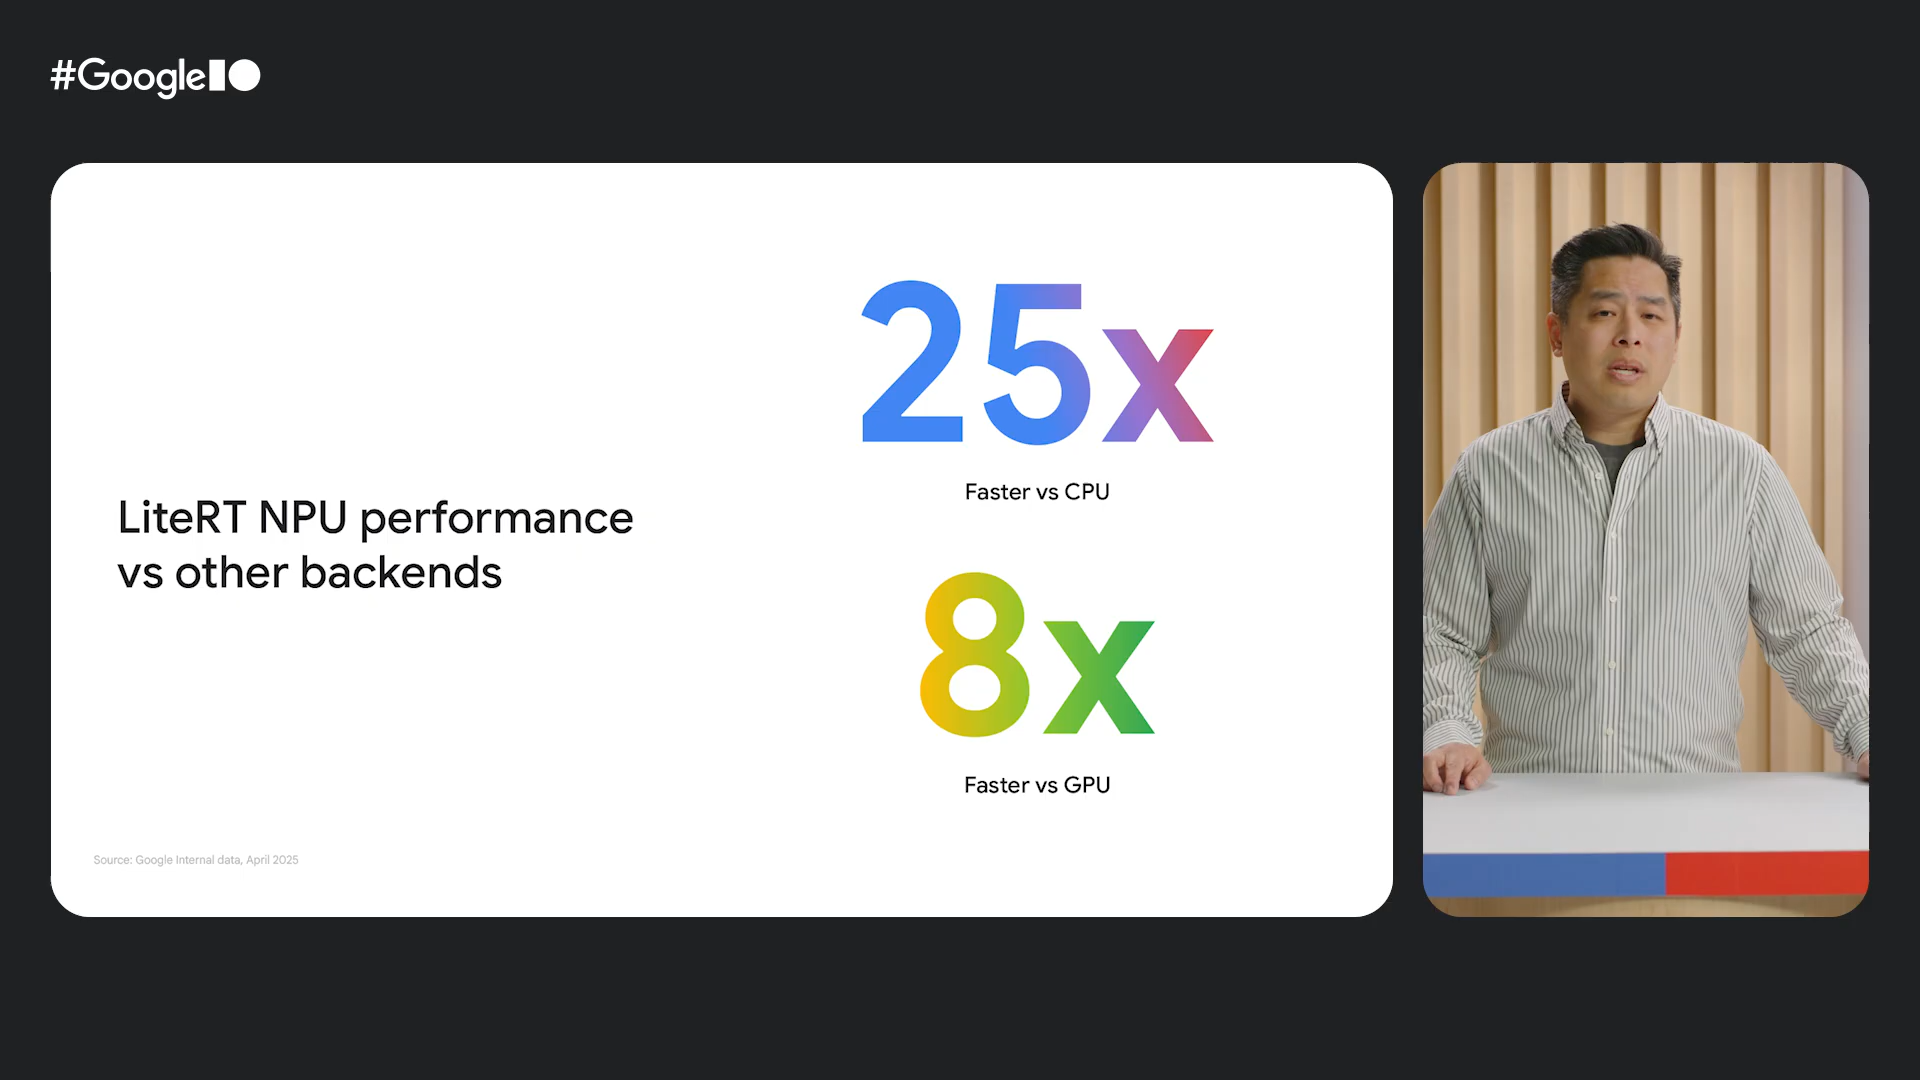 #GoogleIO
LiteRT NPU performance
vs other backends
25x
Faster vs CPU
8x
Faster vs GPU
Source: Google Internal data, April 2025